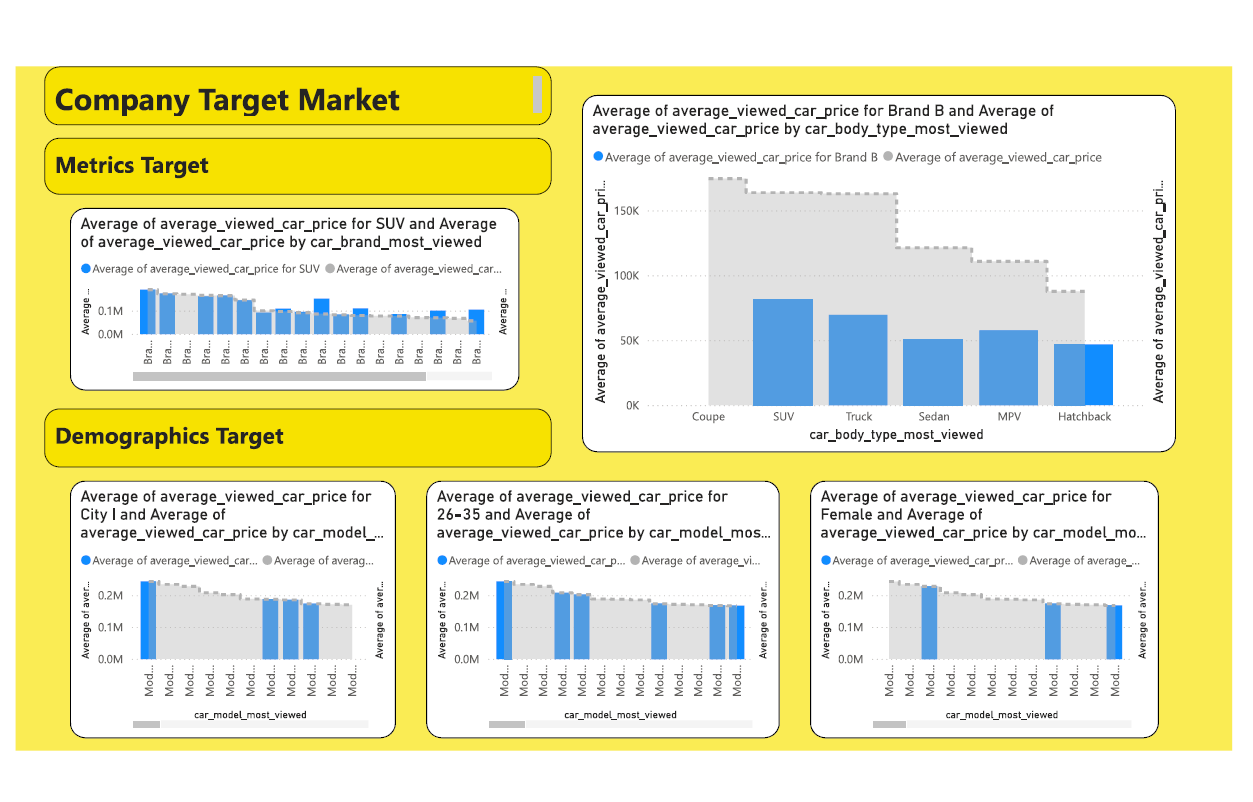 Company Target Market
Metrics Target
Average of average_viewed_car_price for SUV and Average
of average_viewed_car_price by car_brand_most_viewed
Average of average_viewed_car_price for SUV Average of average_viewed_car...
Average ...
0.1M
0.0M
Average ...
Bra... Bra... Bra... Bra... Bra... Bra... Bra... Bra... Bra... Bra... Bra... Bra... Bra... Bra... Bra... Bra... Bra... Bra...
Average of average_viewed_car_price for Brand B and Average of
average_viewed_car_price by car_body_type_most_viewed
Average of average_viewed_car_price for Brand B Average of average_viewed_car_price
Average of average_viewed_car_pri...
150K
100K
50K
0K
Average of average_viewed_car_pri...
Coupe SUV Truck Sedan MPV Hatchback
car_body_type_most_viewed
Demographics Target
Average of average_viewed_car_price for
City I and Average of
average_viewed_car_price by car_model_...
Average of average_viewed_car... Average of averag...
Average of aver...
0.2M
0.1M
0.0M
Average of aver...
Mod... Mod... Mod... Mod... Mod... Mod... Mod... Mod... Mod... Mod... Mod...
car_model_most_viewed
Average of average_viewed_car_price for
26-35 and Average of
average_viewed_car_price by car_model_mos...
Average of average_viewed_car_p... Average of average_vi...
Average of aver...
0.2M
0.1M
0.0M
Average of aver...
Mod... Mod... Mod... Mod... Mod... Mod... Mod... Mod... Mod... Mod... Mod... Mod... Mod...
car_model_most_viewed
Average of average_viewed_car_price for
Female and Average of
average_viewed_car_price by car_model_mo...
Average of average_viewed_car_pr... Average of average_...
Average of aver...
0.2M
0.1M
0.0M
Average of aver...
Mod... Mod... Mod... Mod... Mod... Mod... Mod... Mod... Mod... Mod... Mod... Mod...
car_model_most_viewed